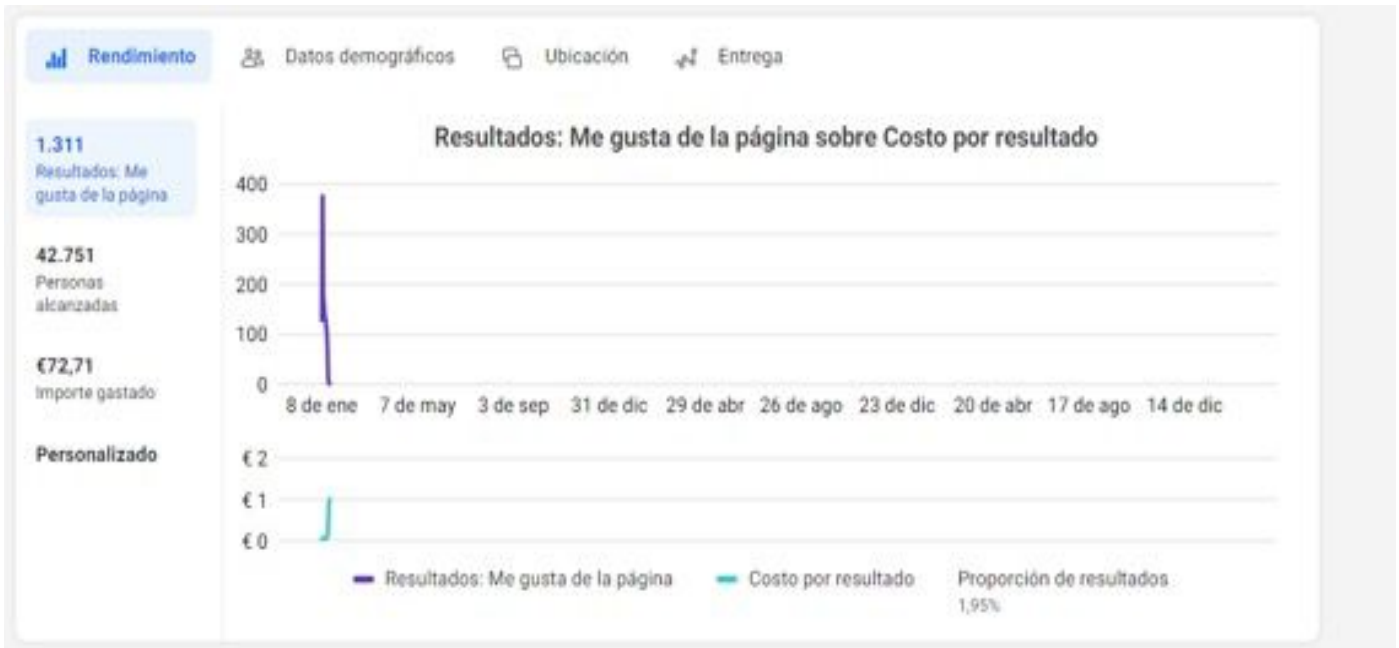 Rendimiento
Datos demográficos
Ubicación
Entrega
1.311
Resultados: Me
gusta de la página
42.751
Personas
alcanzadas
€72,71
Importe gastado
Personalizado
Resultados: Me gusta de la página sobre Costo por resultado
400
300
200
100
0
8 de ene 7 de may 3 de sep 31 de dic 29 de abr 26 de ago 23 de dic 20 de abr 17 de ago 14 de dic
€ 2
€ 1
€ 0
Resultados: Me gusta de la página
Costo por resultado
Proporción de resultados
1,95%